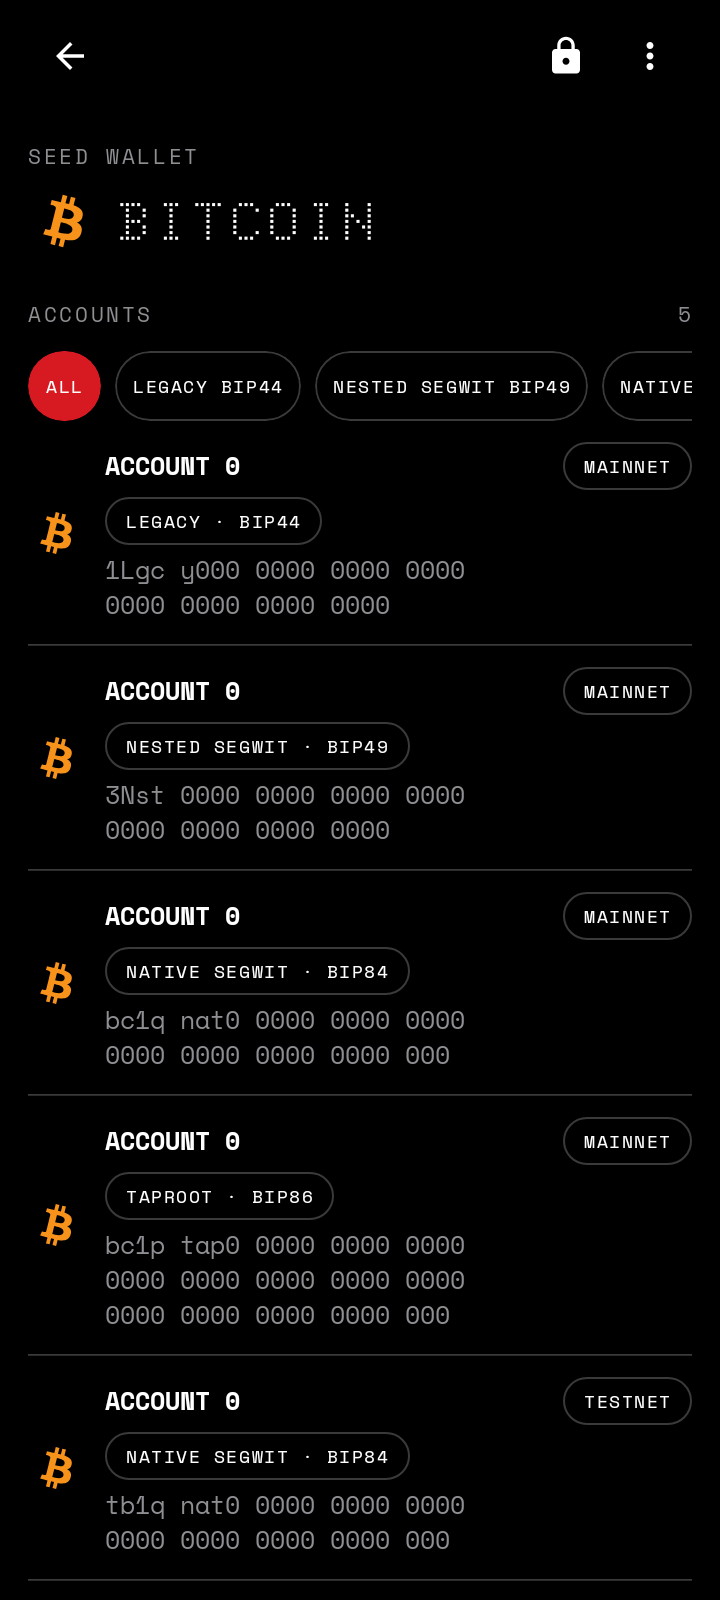 SEED WALLET
BITCOIN
ACCOUNTS 5
ALL LEGACY BIP44 NESTED SEGWIT BIP49 NATIVE
ACCOUNT 0 MAINNET
LEGACY · BIP44
1Lgc y000 0000 0000 0000
0000 0000 0000 0000
ACCOUNT 0 MAINNET
NESTED SEGWIT · BIP49
3Nst 0000 0000 0000 0000
0000 0000 0000 0000
ACCOUNT 0 MAINNET
NATIVE SEGWIT · BIP84
bc1q nat0 0000 0000 0000
0000 0000 0000 0000 000
ACCOUNT 0 MAINNET
TAPROOT · BIP86
bc1p tap0 0000 0000 0000
0000 0000 0000 0000 0000
0000 0000 0000 0000 000
ACCOUNT 0 TESTNET
NATIVE SEGWIT · BIP84
tb1q nat0 0000 0000 0000
0000 0000 0000 0000 000